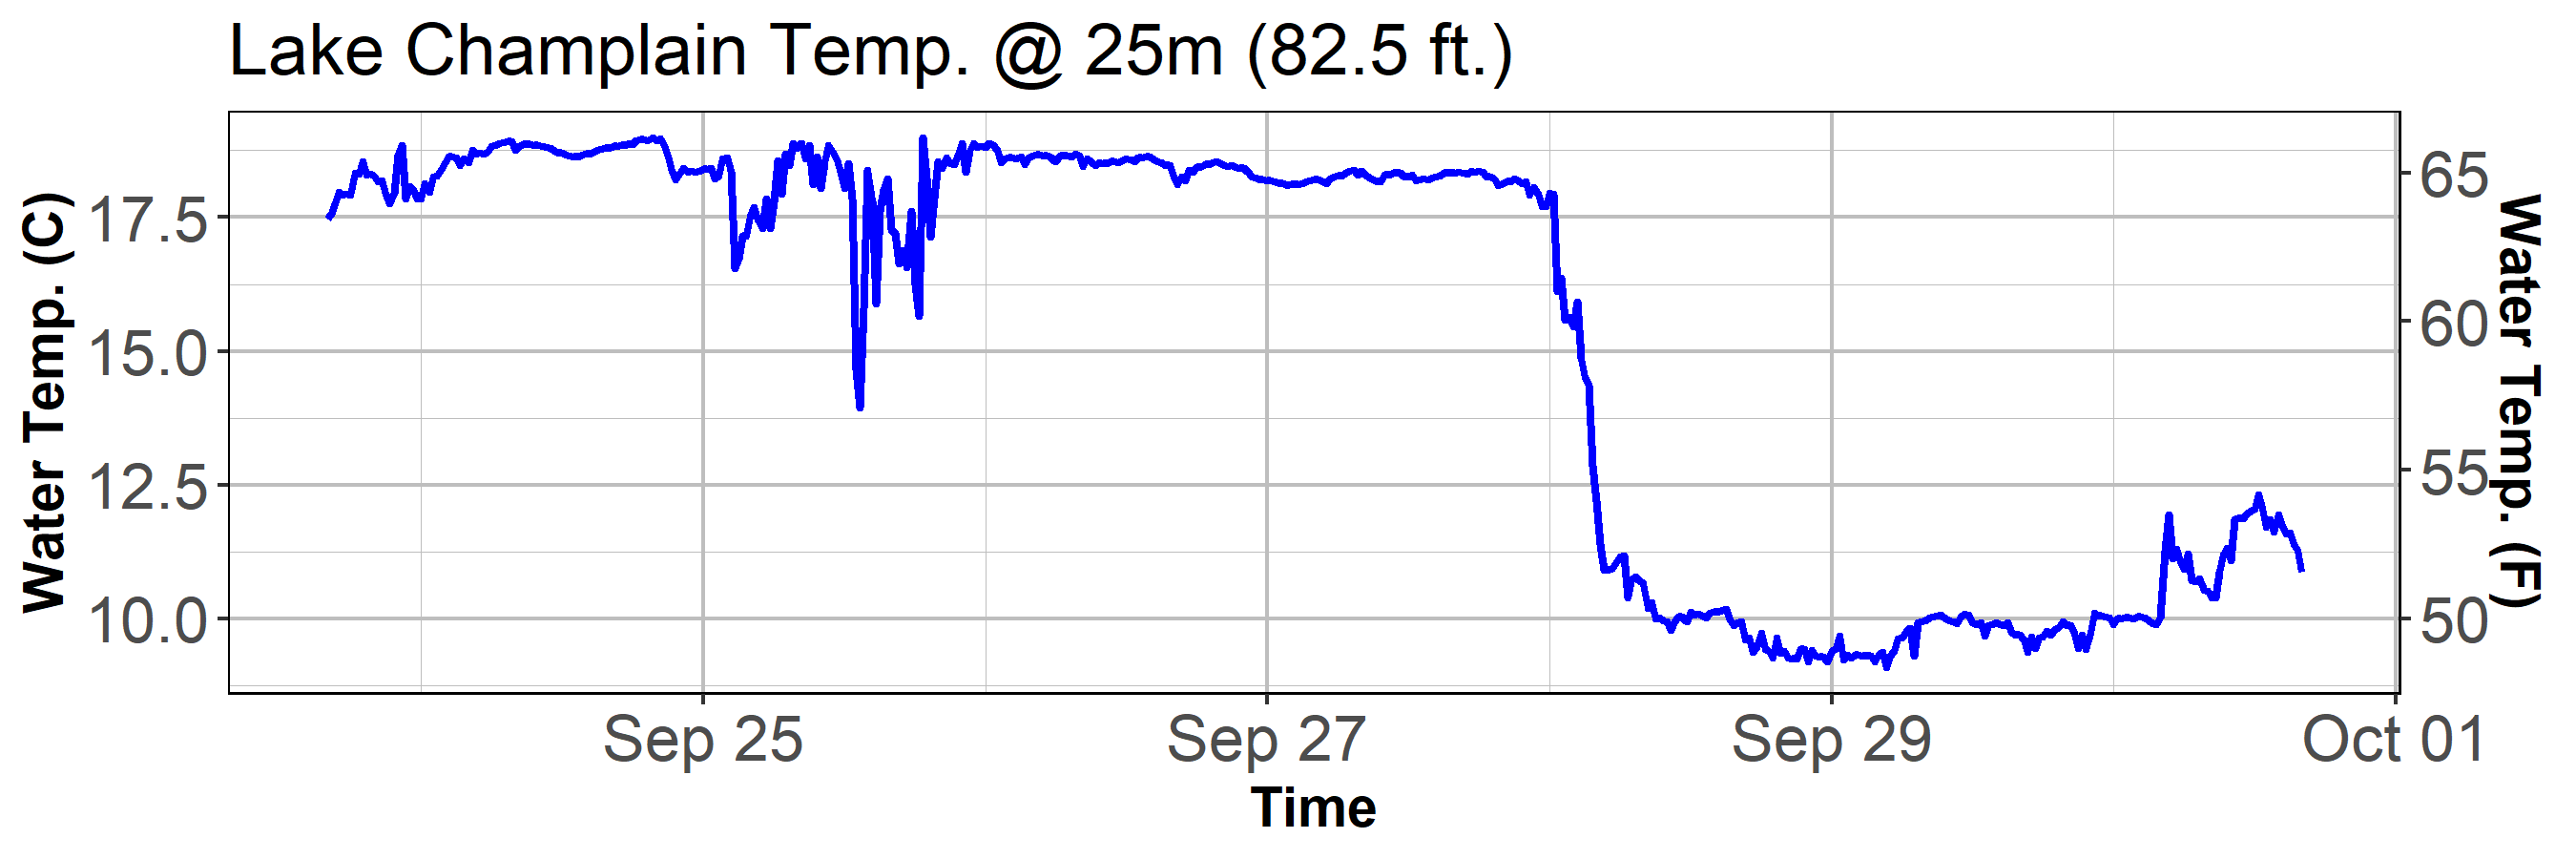 Lake Champlain Temp. @ 25m (82.5 ft.)
Water Temp. (C)
17.5
15.0
12.5
10.0
65
60
55
50
Water Temp. (F)
Sep 25
Sep 27
Sep 29
Oct 01
Time